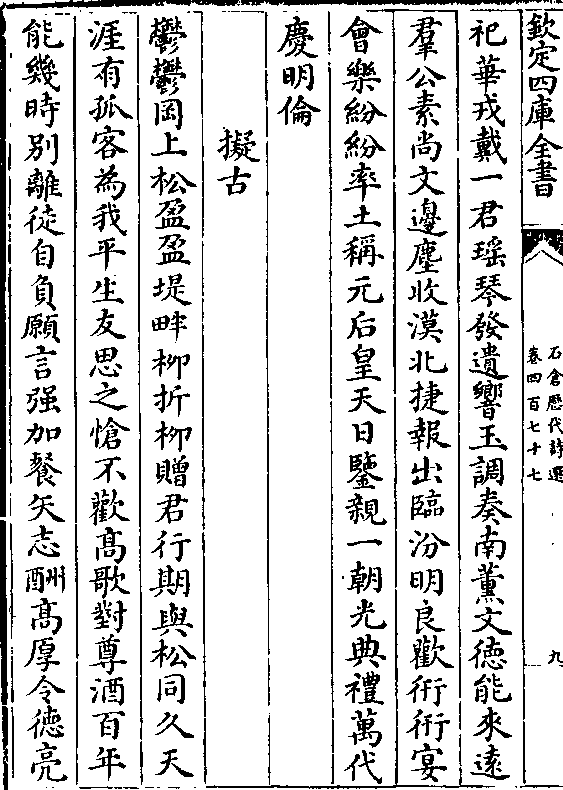 欽定四庫全書
石倉歷代詩選
卷四百七十七
九
祀華戎戴一君瑶琴發遺響玉調奏南薰文德能來逺
羣公素尚文邊塵收漠北捷報出臨汾明良歡衎衎宴
會樂紛紛率土稱元后皇天日鑒親一朝光典禮萬代
慶明倫
擬古
鬱鬱岡上松盈盈堤畔柳折柳贈君行期與松同久天
涯有孤客為我平生友思之愴不歡髙歌對尊酒百年
能幾時别離徒自負願言强加餐矢志酬髙厚令德亮